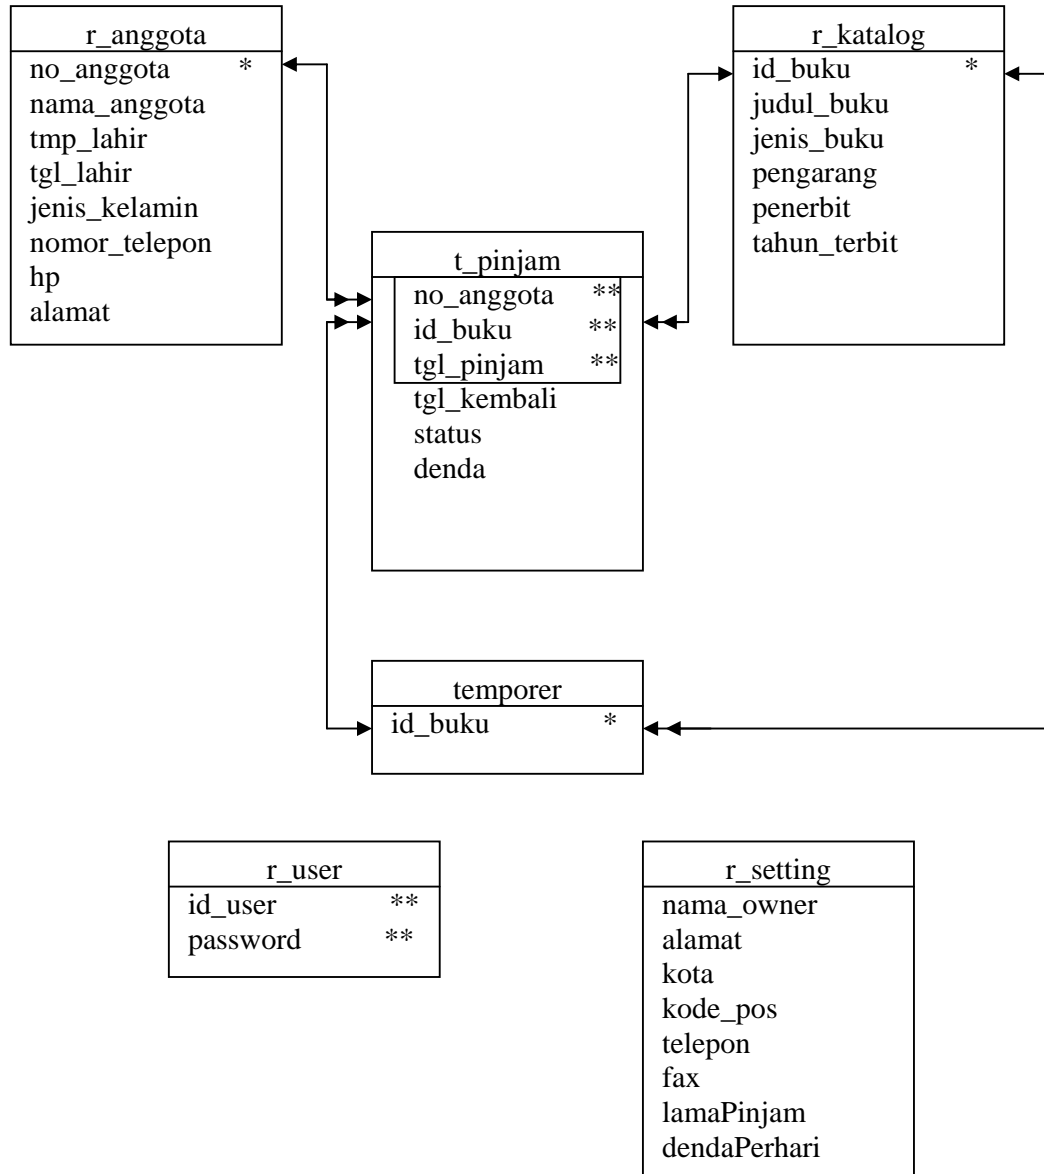 r_anggota
no_anggota *
nama_anggota
tmp_lahir
tgl_lahir
jenis_kelamin
nomor_telepon
hp
alamat
r_katalog
id_buku *
judul_buku
jenis_buku
pengarang
penerbit
tahun_terbit
t_pinjam
no_anggota **
id_buku **
tgl_pinjam **
tgl_kembali
status
denda
temporer
id_buku *
r_user
id_user **
password **
r_setting
nama_owner
alamat
kota
kode_pos
telepon
fax
lamaPinjam
dendaPerhari